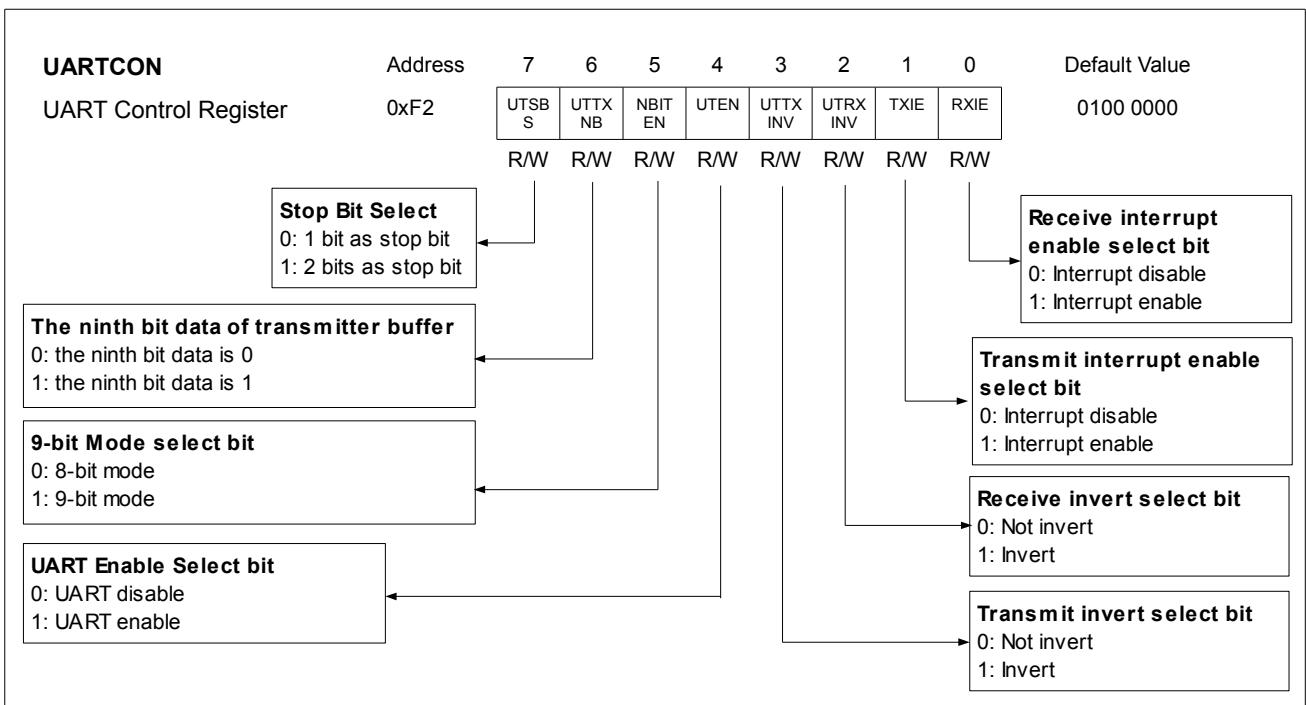 UARTCON Address 7 6 5 4 3 2 1 0 Default Value
UART Control Register 0xF2 UTSB S UTTX NB NBIT EN UTEN UTTX INV UTRX INV TXIE RXIE 0100 0000
R/W R/W R/W R/W R/W R/W R/W R/W
Stop Bit Select
0: 1 bit as stop bit
1: 2 bits as stop bit
The ninth bit data of transmitter buffer
0: the ninth bit data is 0
1: the ninth bit data is 1
9-bit Mode select bit
0: 8-bit mode
1: 9-bit mode
UART Enable Select bit
0: UART disable
1: UART enable
Receive interrupt
enable select bit
0: Interrupt disable
1: Interrupt enable
Transmit interrupt enable
select bit
0: Interrupt disable
1: Interrupt enable
Receive invert select bit
0: Not invert
1: Invert
Transmit invert select bit
0: Not invert
1: Invert